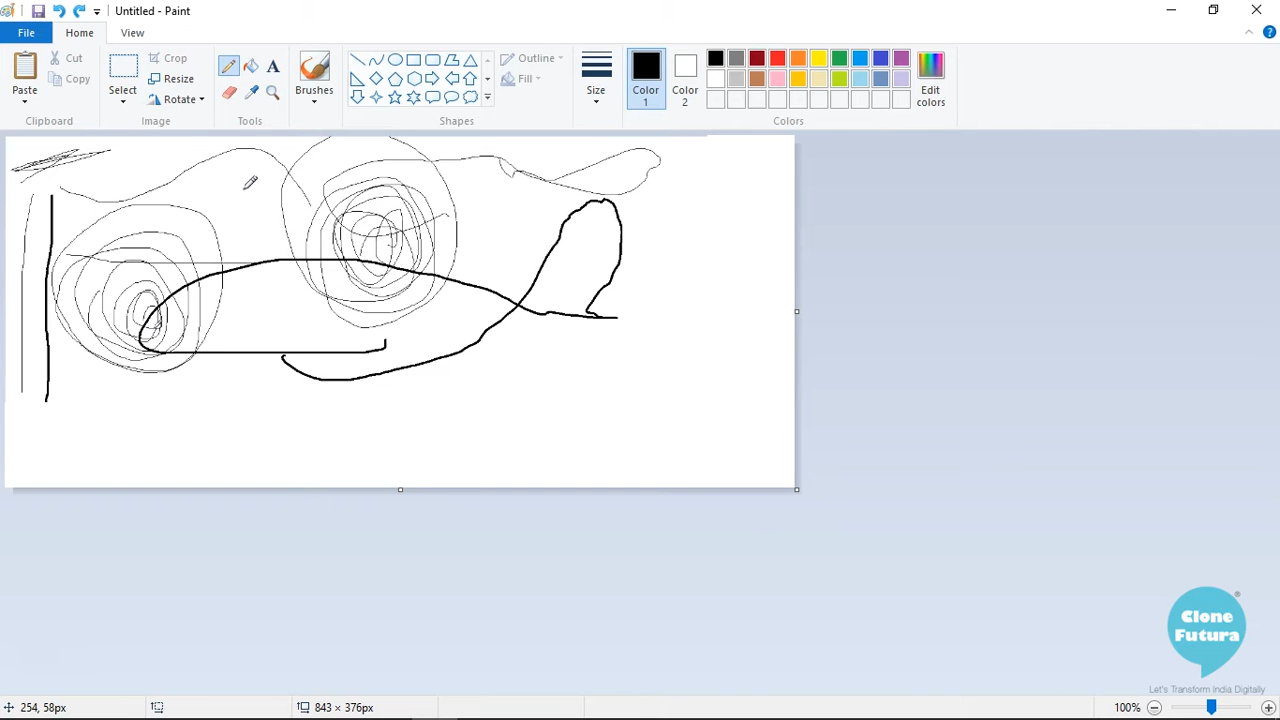 Untitled - Paint
File
Home
View
Paste
Cut
Copy
Clipboard
Select
Crop
Resize
Rotate
Image
A
Tools
Brushes
Shapes
Outline
Fill
Size
Color 1
Color 2
Edit colors
Colors
Clone Futura ®
Let's Transform India Digitally
254, 58px
843 × 376px
100%